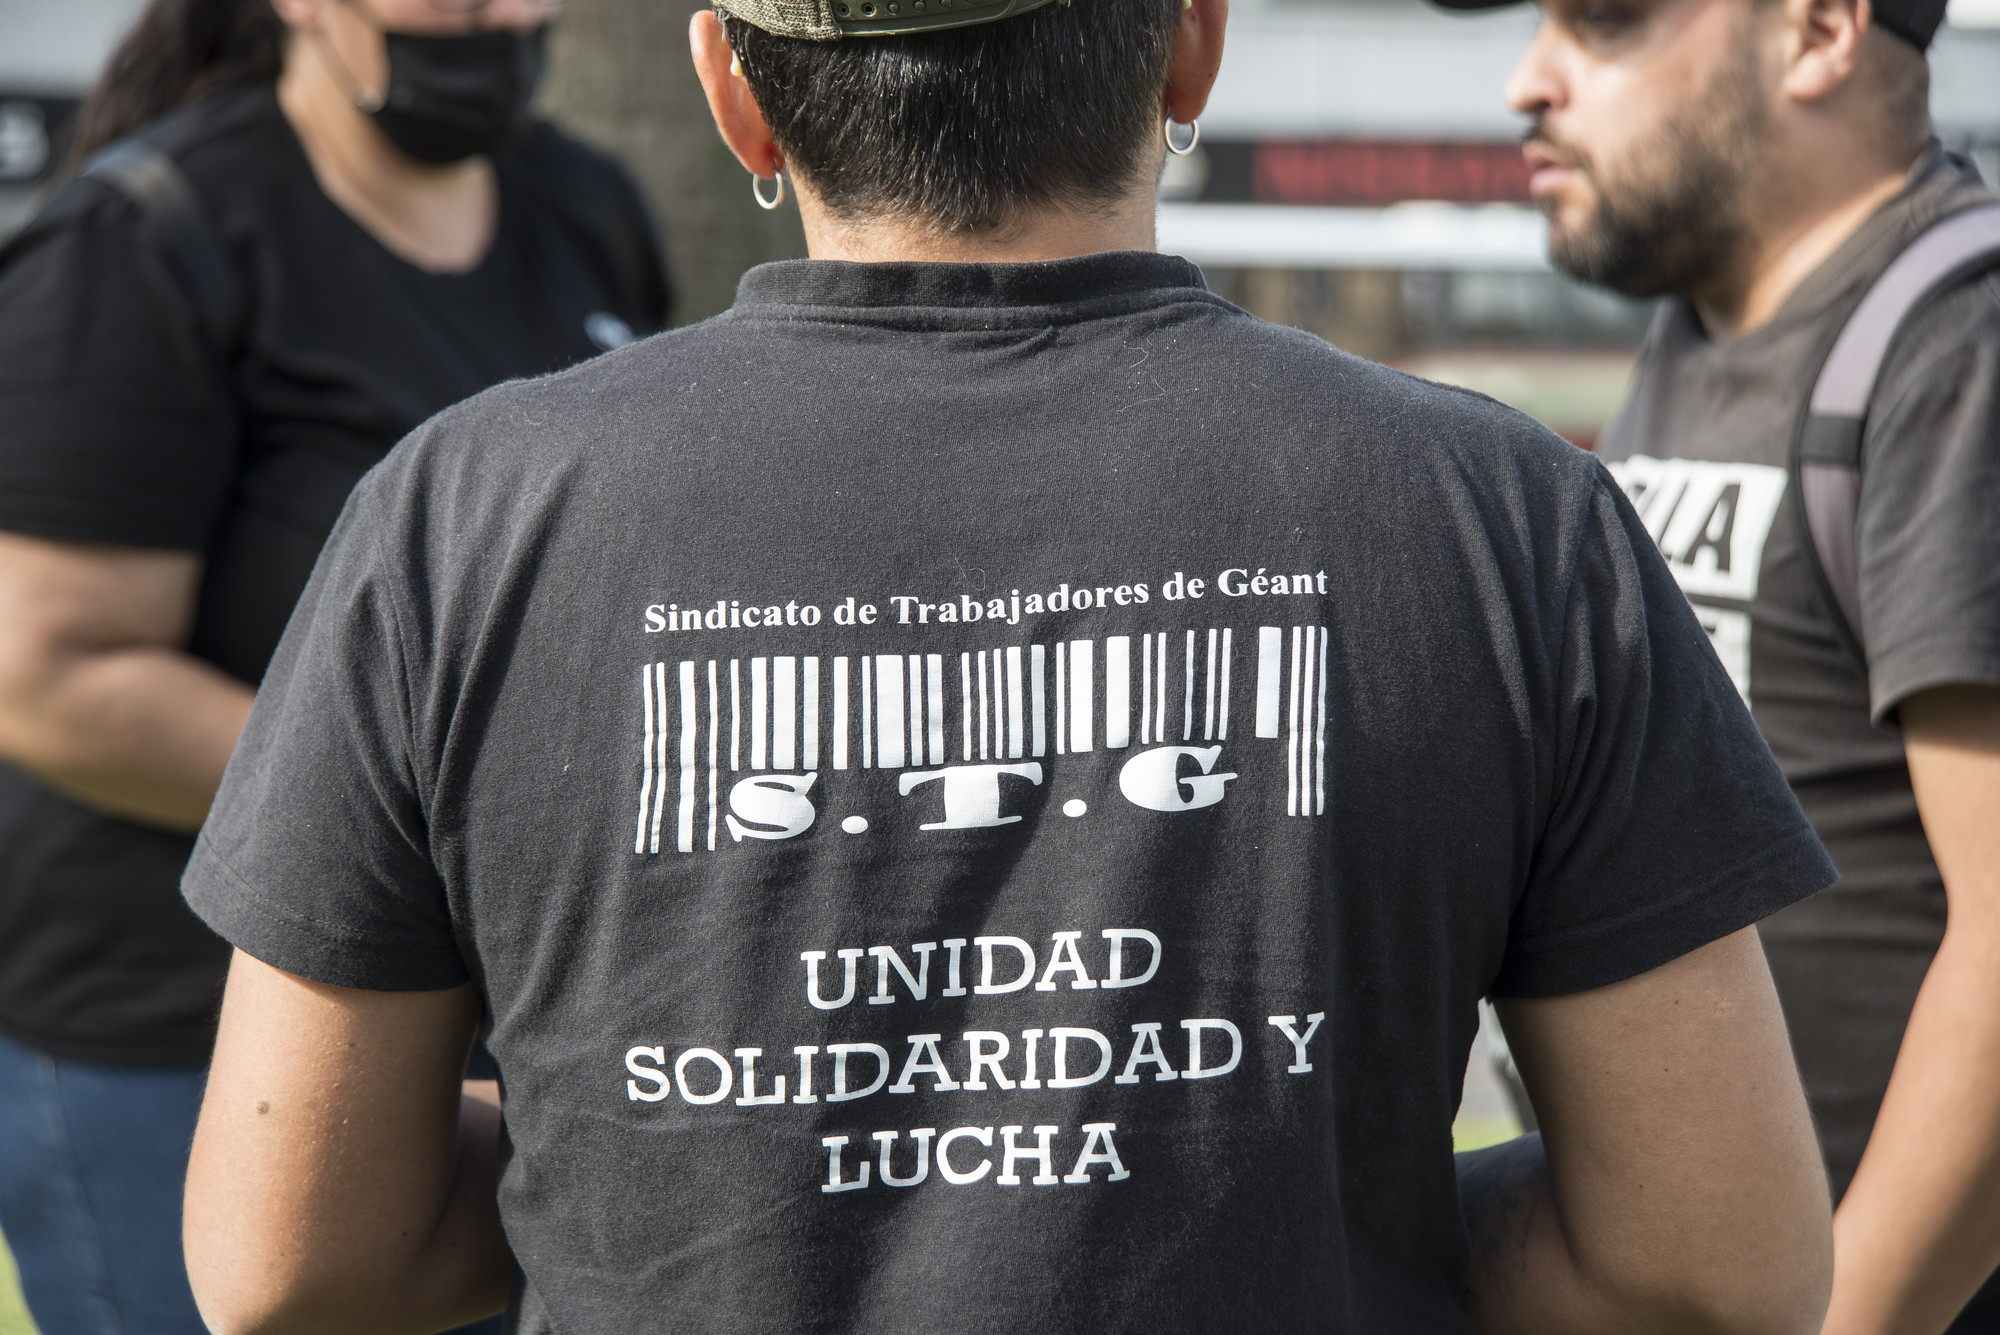 Sindicato de Trabajadores de Géant
S.T.G
UNIDAD
SOLIDARIDAD Y
LUCHA